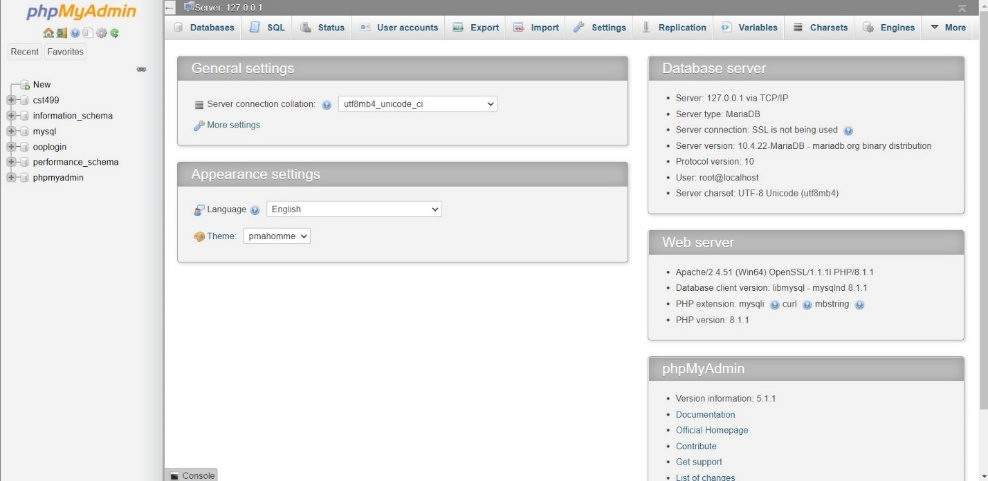 phpMyAdmin
Recent Favorites
New
cst499
information_schema
mysql
ooplogin
performance_schema
phpmyadmin
Server: 127.0.0.1
Databases SQL Status User accounts Export Import Settings Replication Variables Charsets Engines More
General settings
Server connection collation: utf8mb4_unicode_ci
More settings
Appearance settings
Language English
Theme: pmahomme
Database server
Server: 127.0.0.1 via TCP/IP
Server type: MariaDB
Server connection: SSL is not being used
Server version: 10.4.22-MariaDB - mariadb.org binary distribution
Protocol version: 10
User: root@localhost
Server charset: UTF-8 Unicode (utf8mb4)
Web server
Apache/2.4.51 (Win64) OpenSSL/1.1.1l PHP/8.1.1
Database client version: libmysql - mysqlnd 8.1.1
PHP extension: mysqli curl mbstring
PHP version: 8.1.1
phpMyAdmin
Version information: 5.1.1
Documentation
Official Homepage
Contribute
Get support
List of changes
Console